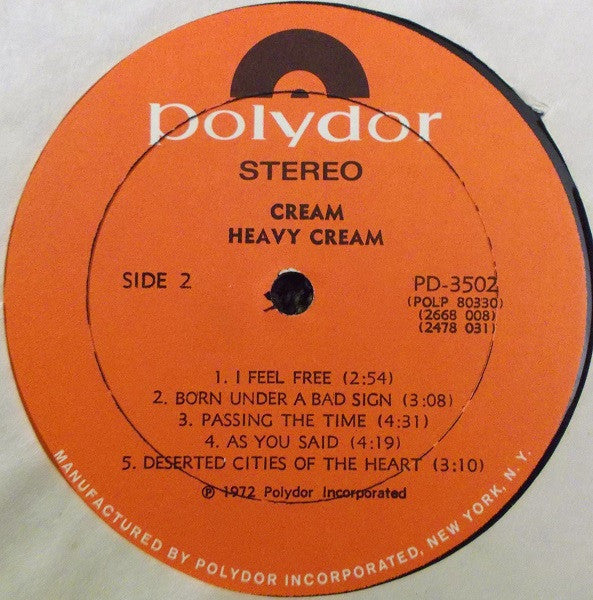 polydor
STEREO
CREAM
HEAVY CREAM
SIDE 2
PD-3502
(POLP 80330)
(2668 008)
(2478 031)
1. I FEEL FREE (2:54)
2. BORN UNDER A BAD SIGN (3:08)
3. PASSING THE TIME (4:31)
4. AS YOU SAID (4:19)
5. DESERTED CITIES OF THE HEART (3:10)
℗ 1972 Polydor Incorporated
MANUFACTURED BY POLYDOR INCORPORATED, NEW YORK, N. Y.